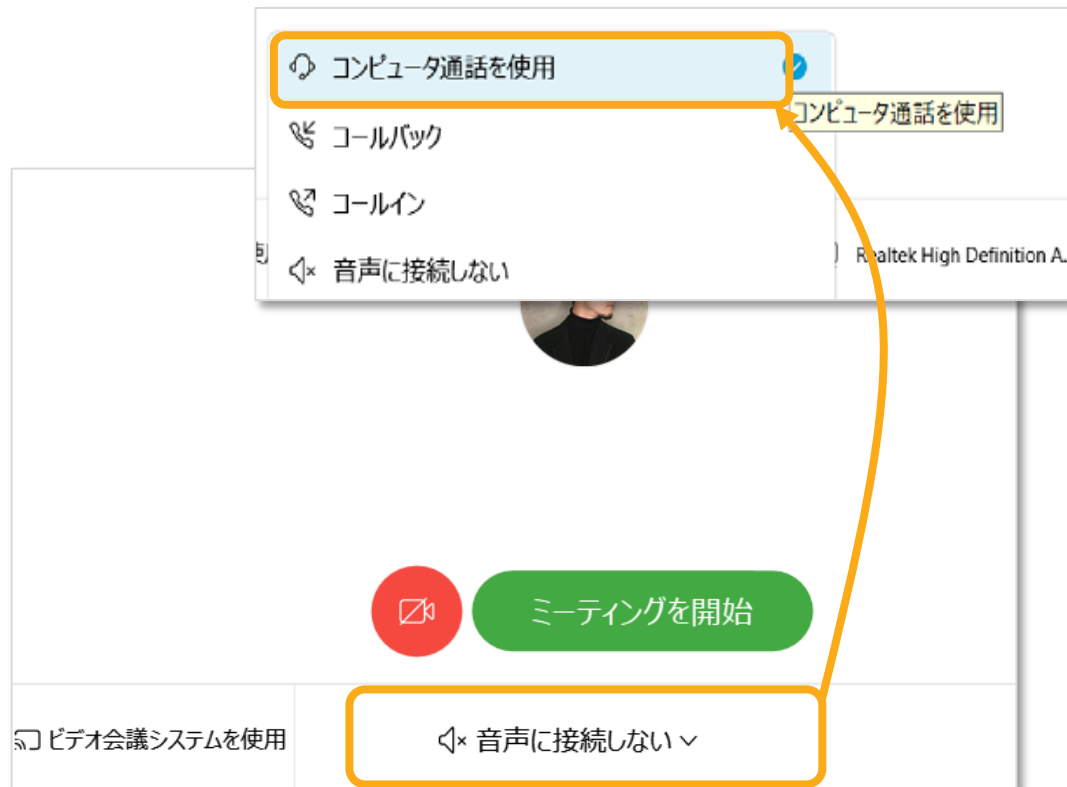 コンピュータ通話を使用
コンピュータ通話を使用
コールバック
コールイン
音声に接続しない
Realtek High Definition A.
ミーティングを開始
ビデオ会議システムを使用
音声に接続しない